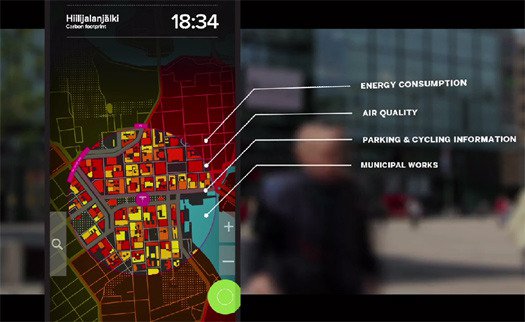 Hiilijalanjälki
Carbon footprint
18:34
ENERGY CONSUMPTION
AIR QUALITY
PARKING & CYCLING INFORMATION
MUNICIPAL WORKS